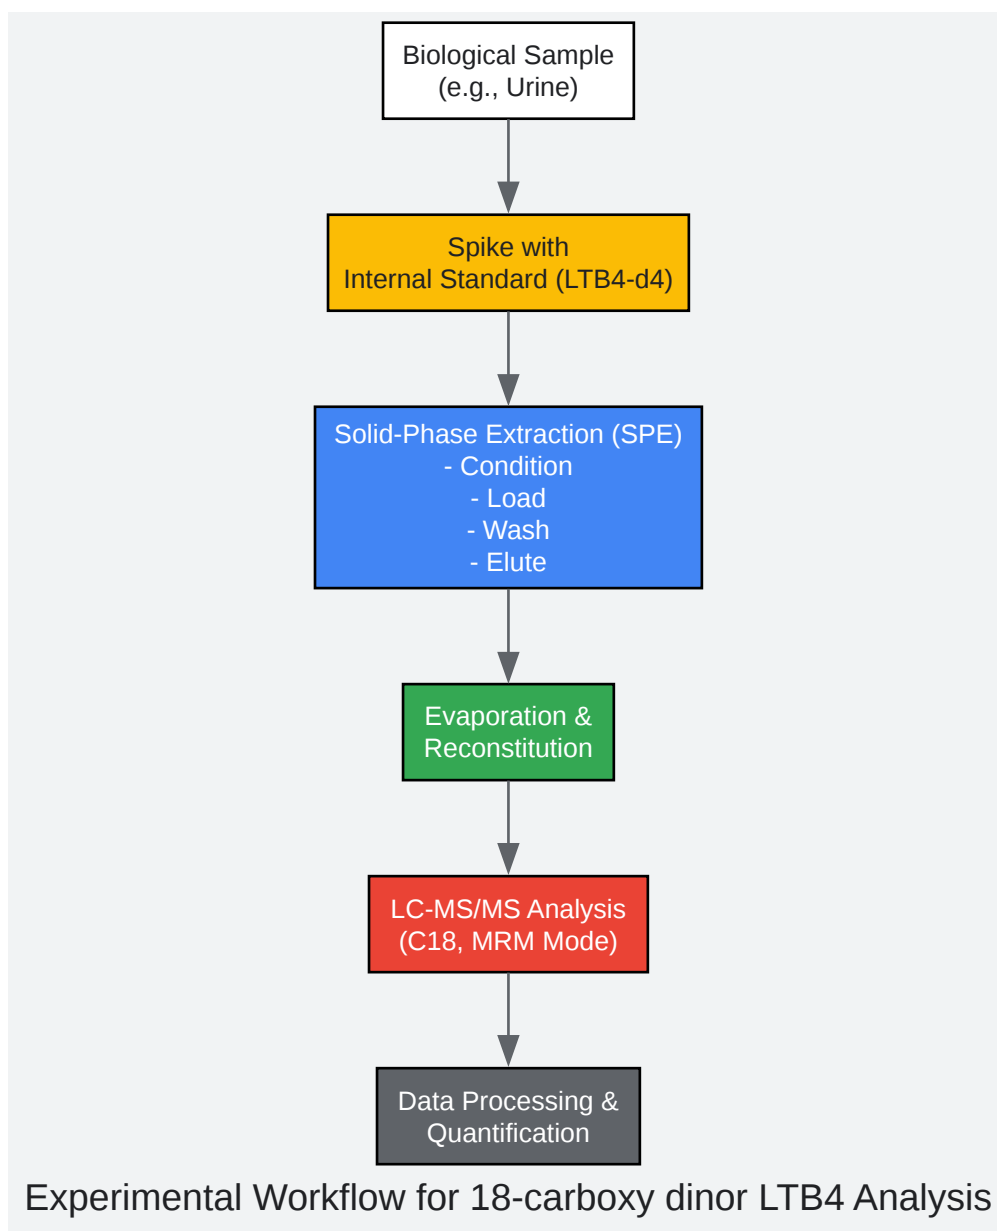 Biological Sample
(e.g., Urine)
Spike with
Internal Standard (LTB4-d4)
Solid-Phase Extraction (SPE)
- Condition
- Load
- Wash
- Elute
Evaporation &
Reconstitution
LC-MS/MS Analysis
(C18, MRM Mode)
Data Processing &
Quantification
Experimental Workflow for 18-carboxy dinor LTB4 Analysis